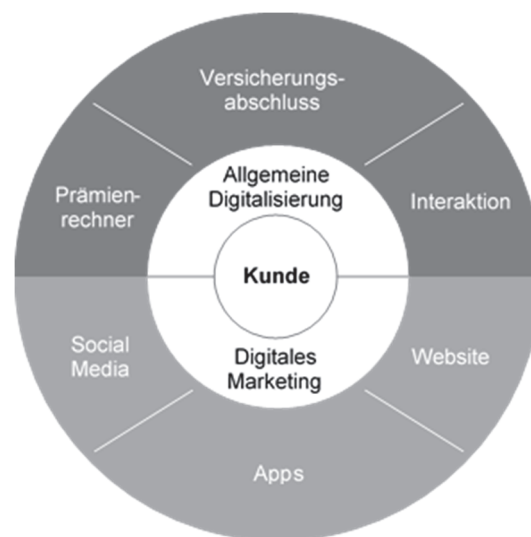 Versicherungs-
abschluss
Prämien-
rechner
Allgemeine
Digitalisierung
Interaktion
Kunde
Social
Media
Digitales
Marketing
Website
Apps